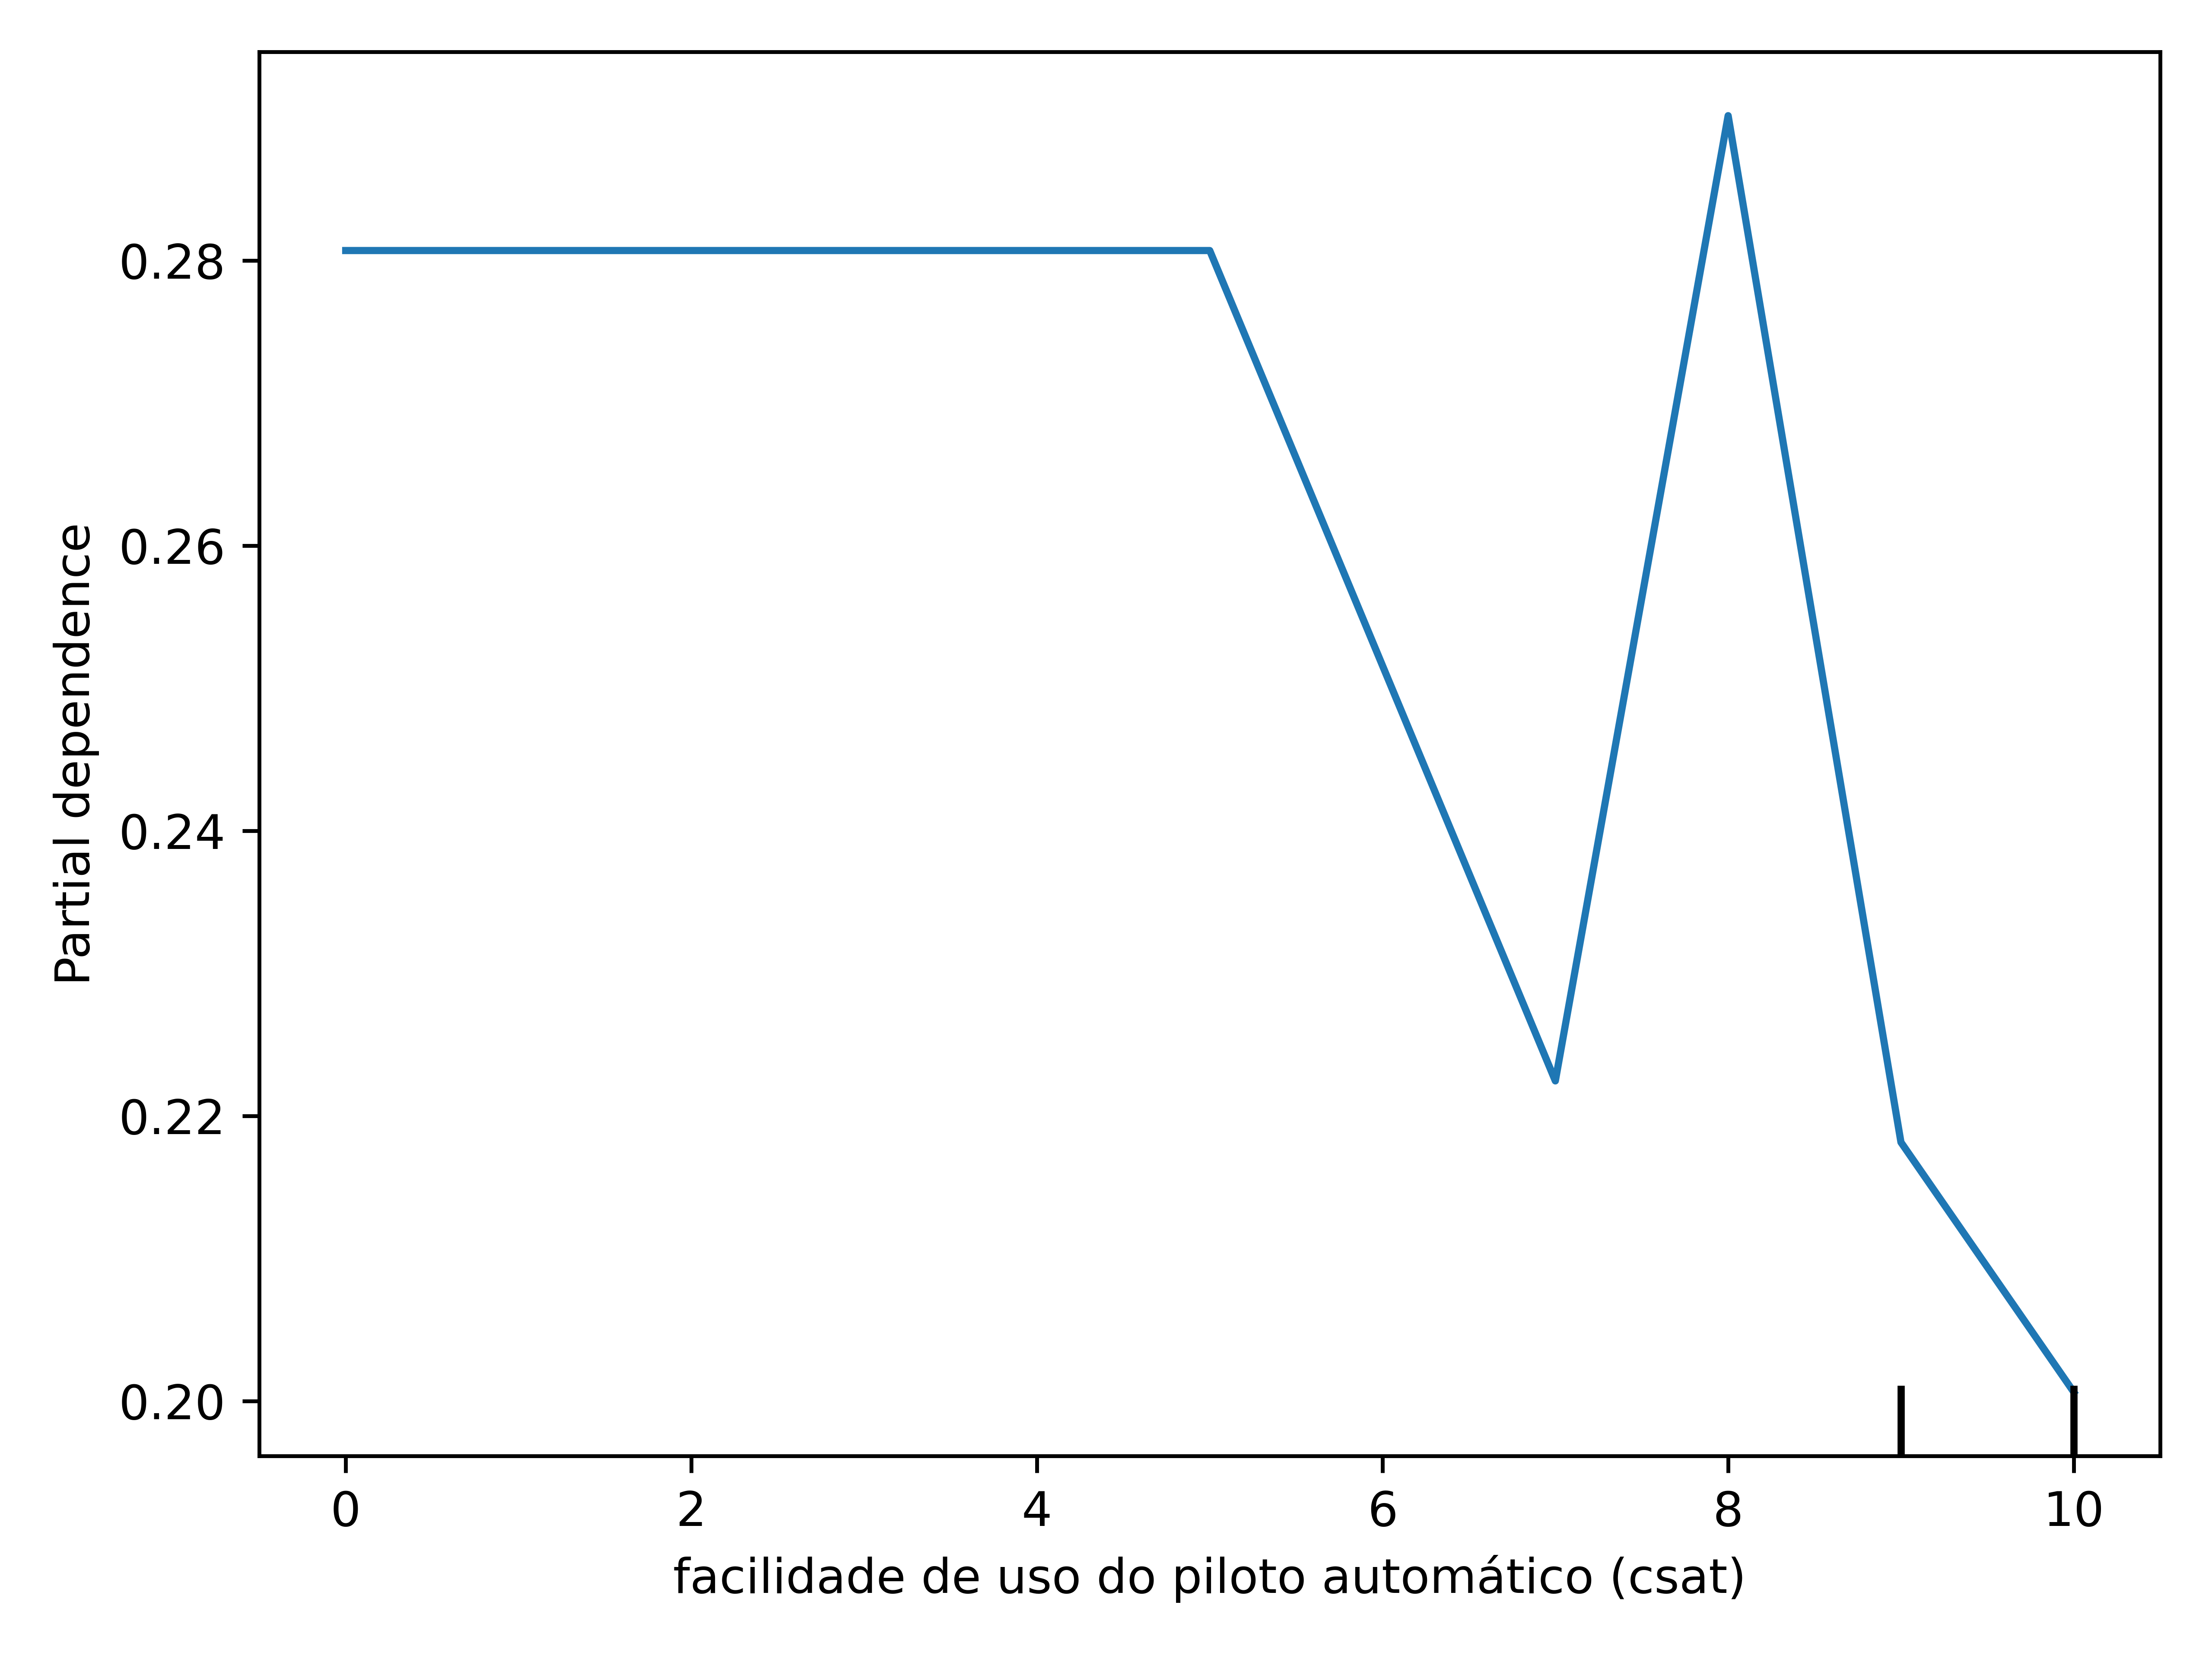 Partial dependence
0.28
0.26
0.24
0.22
0.20
0 2 4 6 8 10
facilidade de uso do piloto automático (csat)